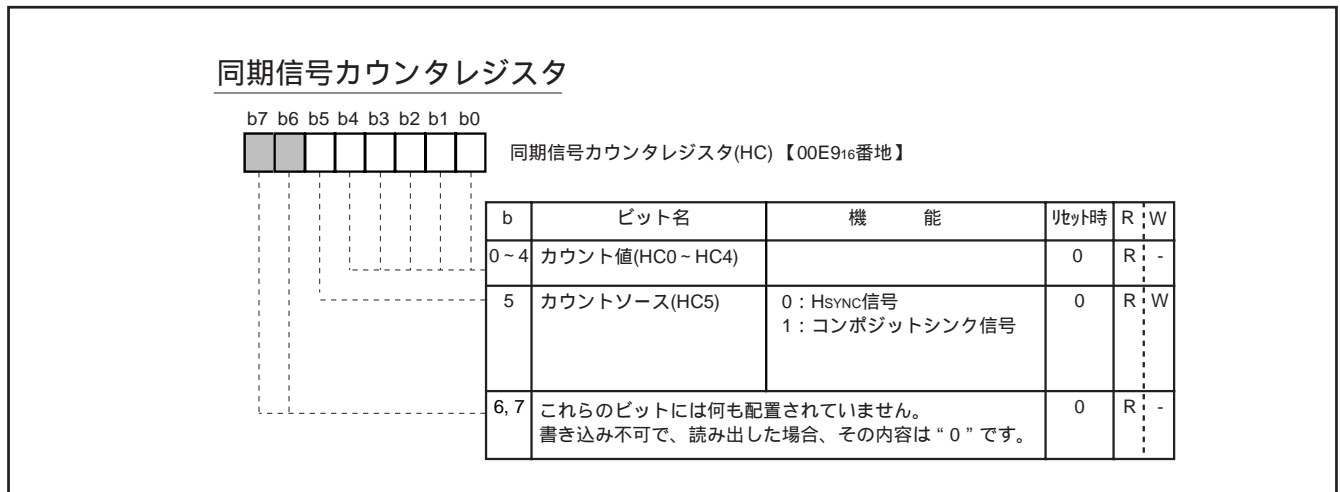 同期信号カウンタレジスタ
b7 b6 b5 b4 b3 b2 b1 b0
同期信号カウンタレジスタ(HC)【00E916番地】
b ビット名 機 能 リセット時 R W
0~4 カウント値(HC0~HC4) 0 R -
5 カウントソース(HC5) 0：HSYNC信号 0 R W
1：コンポジットシンク信号
6, 7 これらのビットには何も配置されていません。 0 R -
書き込み不可で、読み出した場合、その内容は“0”です。